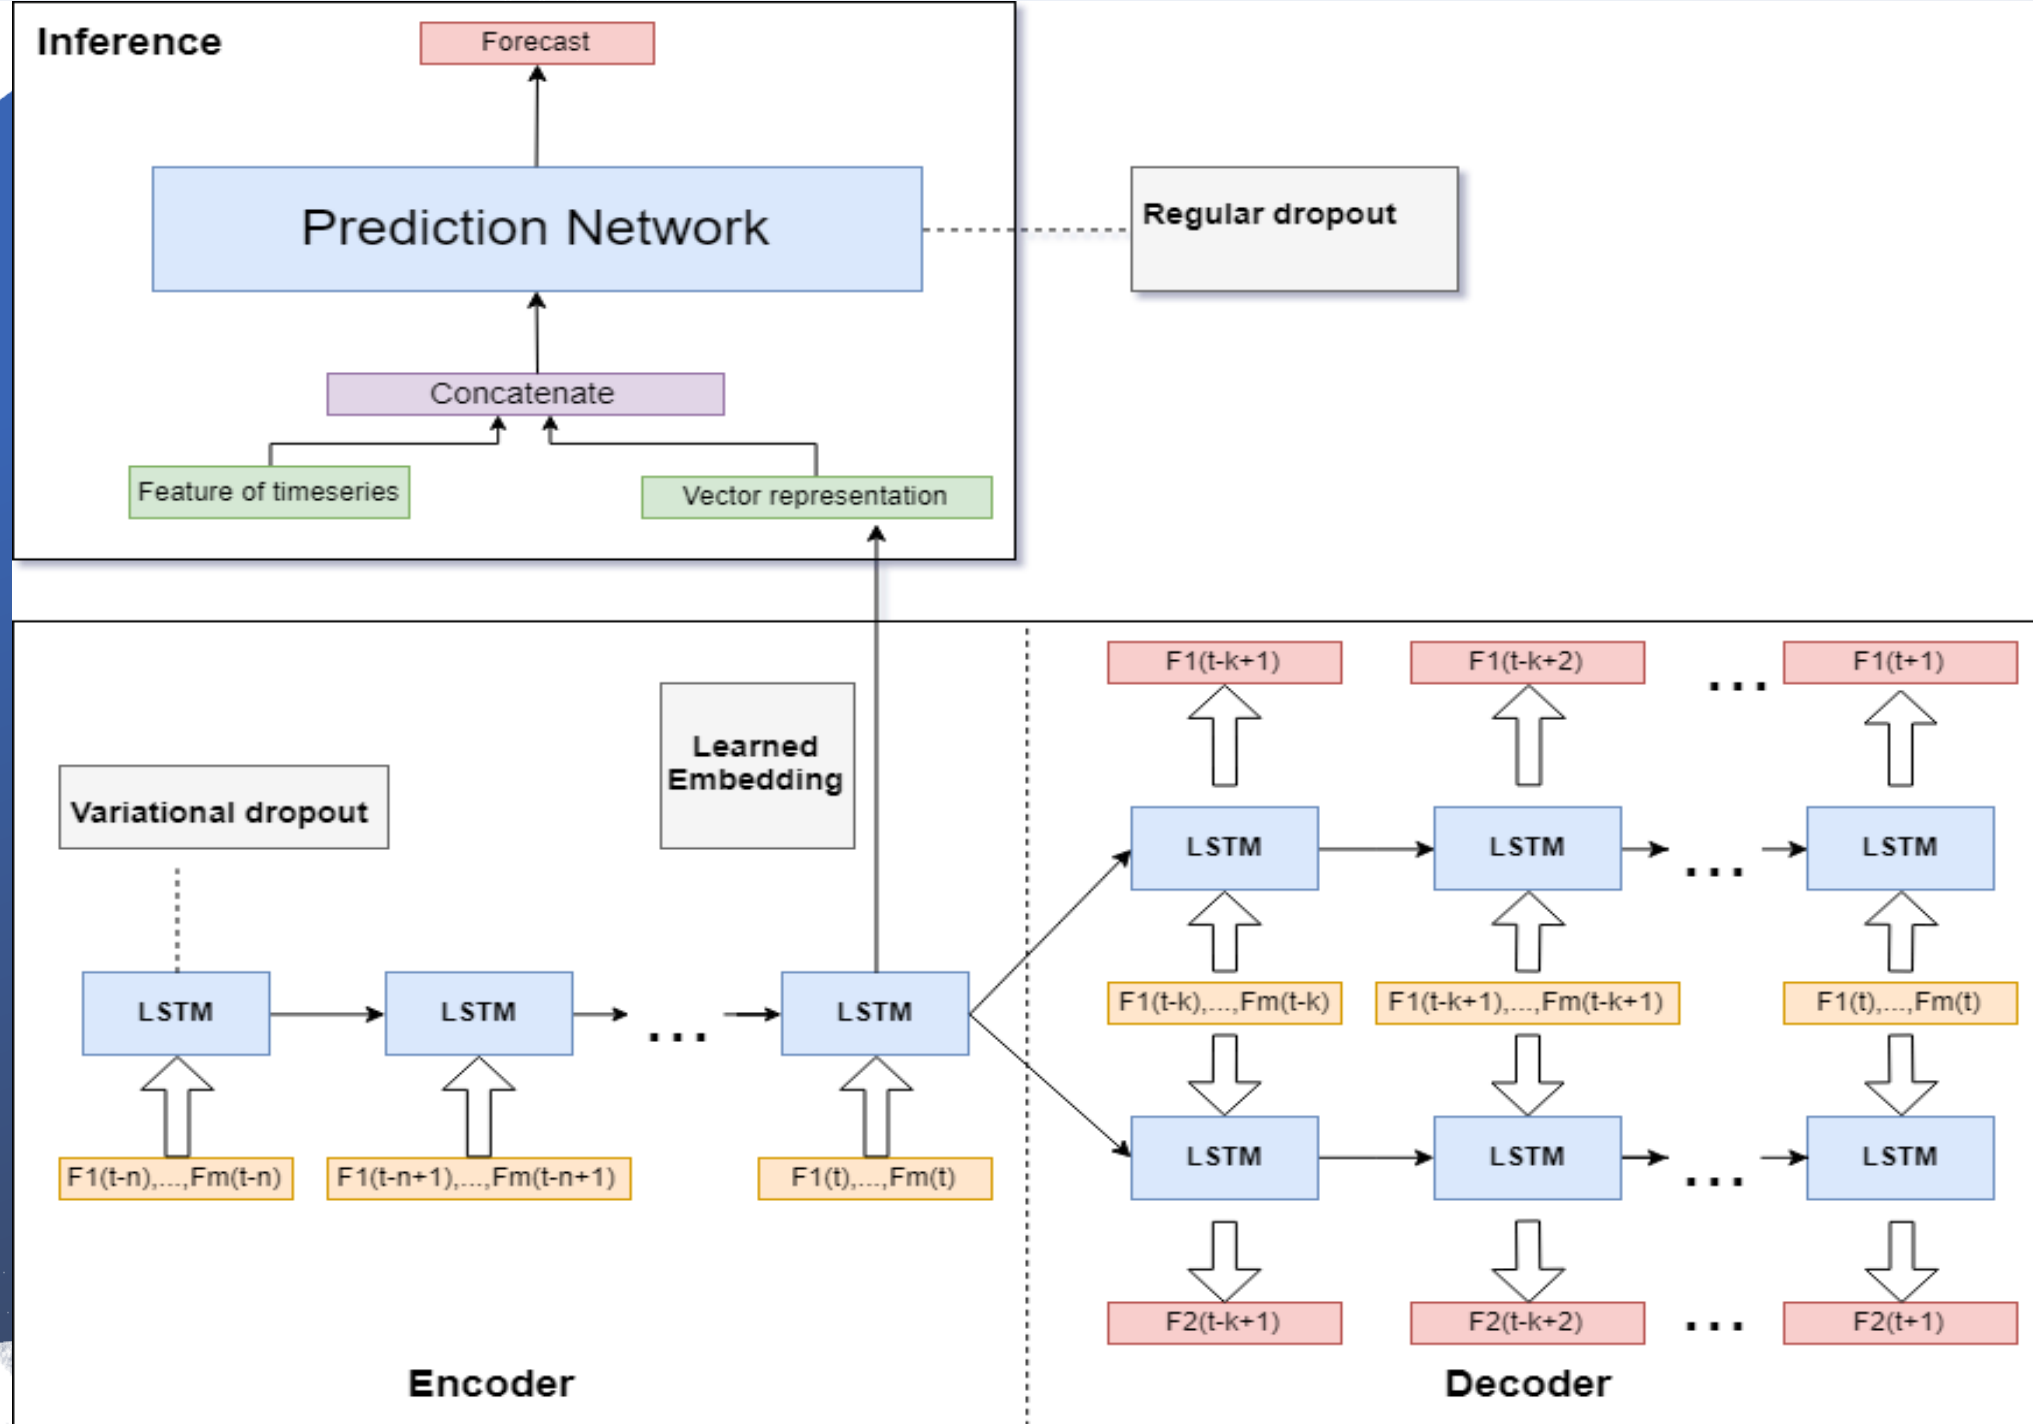 Inference
Forecast
Prediction Network
Regular dropout
Concatenate
Feature of timeseries
Vector representation
Learned
Embedding
Variational dropout
LSTM
LSTM
...
LSTM
F1(t-n),...,Fm(t-n)
F1(t-n+1),...,Fm(t-n+1)
F1(t),...,Fm(t)
Encoder
F1(t-k+1)
F1(t-k+2)
...
F1(t+1)
LSTM
LSTM
...
LSTM
F1(t-k),...,Fm(t-k)
F1(t-k+1),...,Fm(t-k+1)
F1(t),...,Fm(t)
LSTM
LSTM
...
LSTM
F2(t-k+1)
F2(t-k+2)
...
F2(t+1)
Decoder